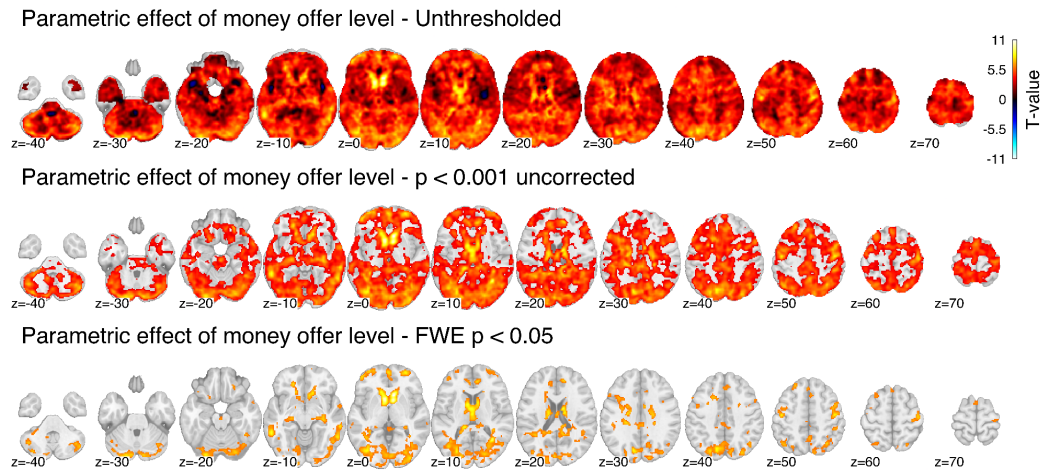 Parametric effect of money offer level - Unthresholded
11
5.5
0
-5.5
-11
T-value
z=-40 z=-30 z=-20 z=-10 z=0 z=10 z=20 z=30 z=40 z=50 z=60 z=70
Parametric effect of money offer level - p < 0.001 uncorrected
z=-40 z=-30 z=-20 z=-10 z=0 z=10 z=20 z=30 z=40 z=50 z=60 z=70
Parametric effect of money offer level - FWE p < 0.05
z=-40 z=-30 z=-20 z=-10 z=0 z=10 z=20 z=30 z=40 z=50 z=60 z=70